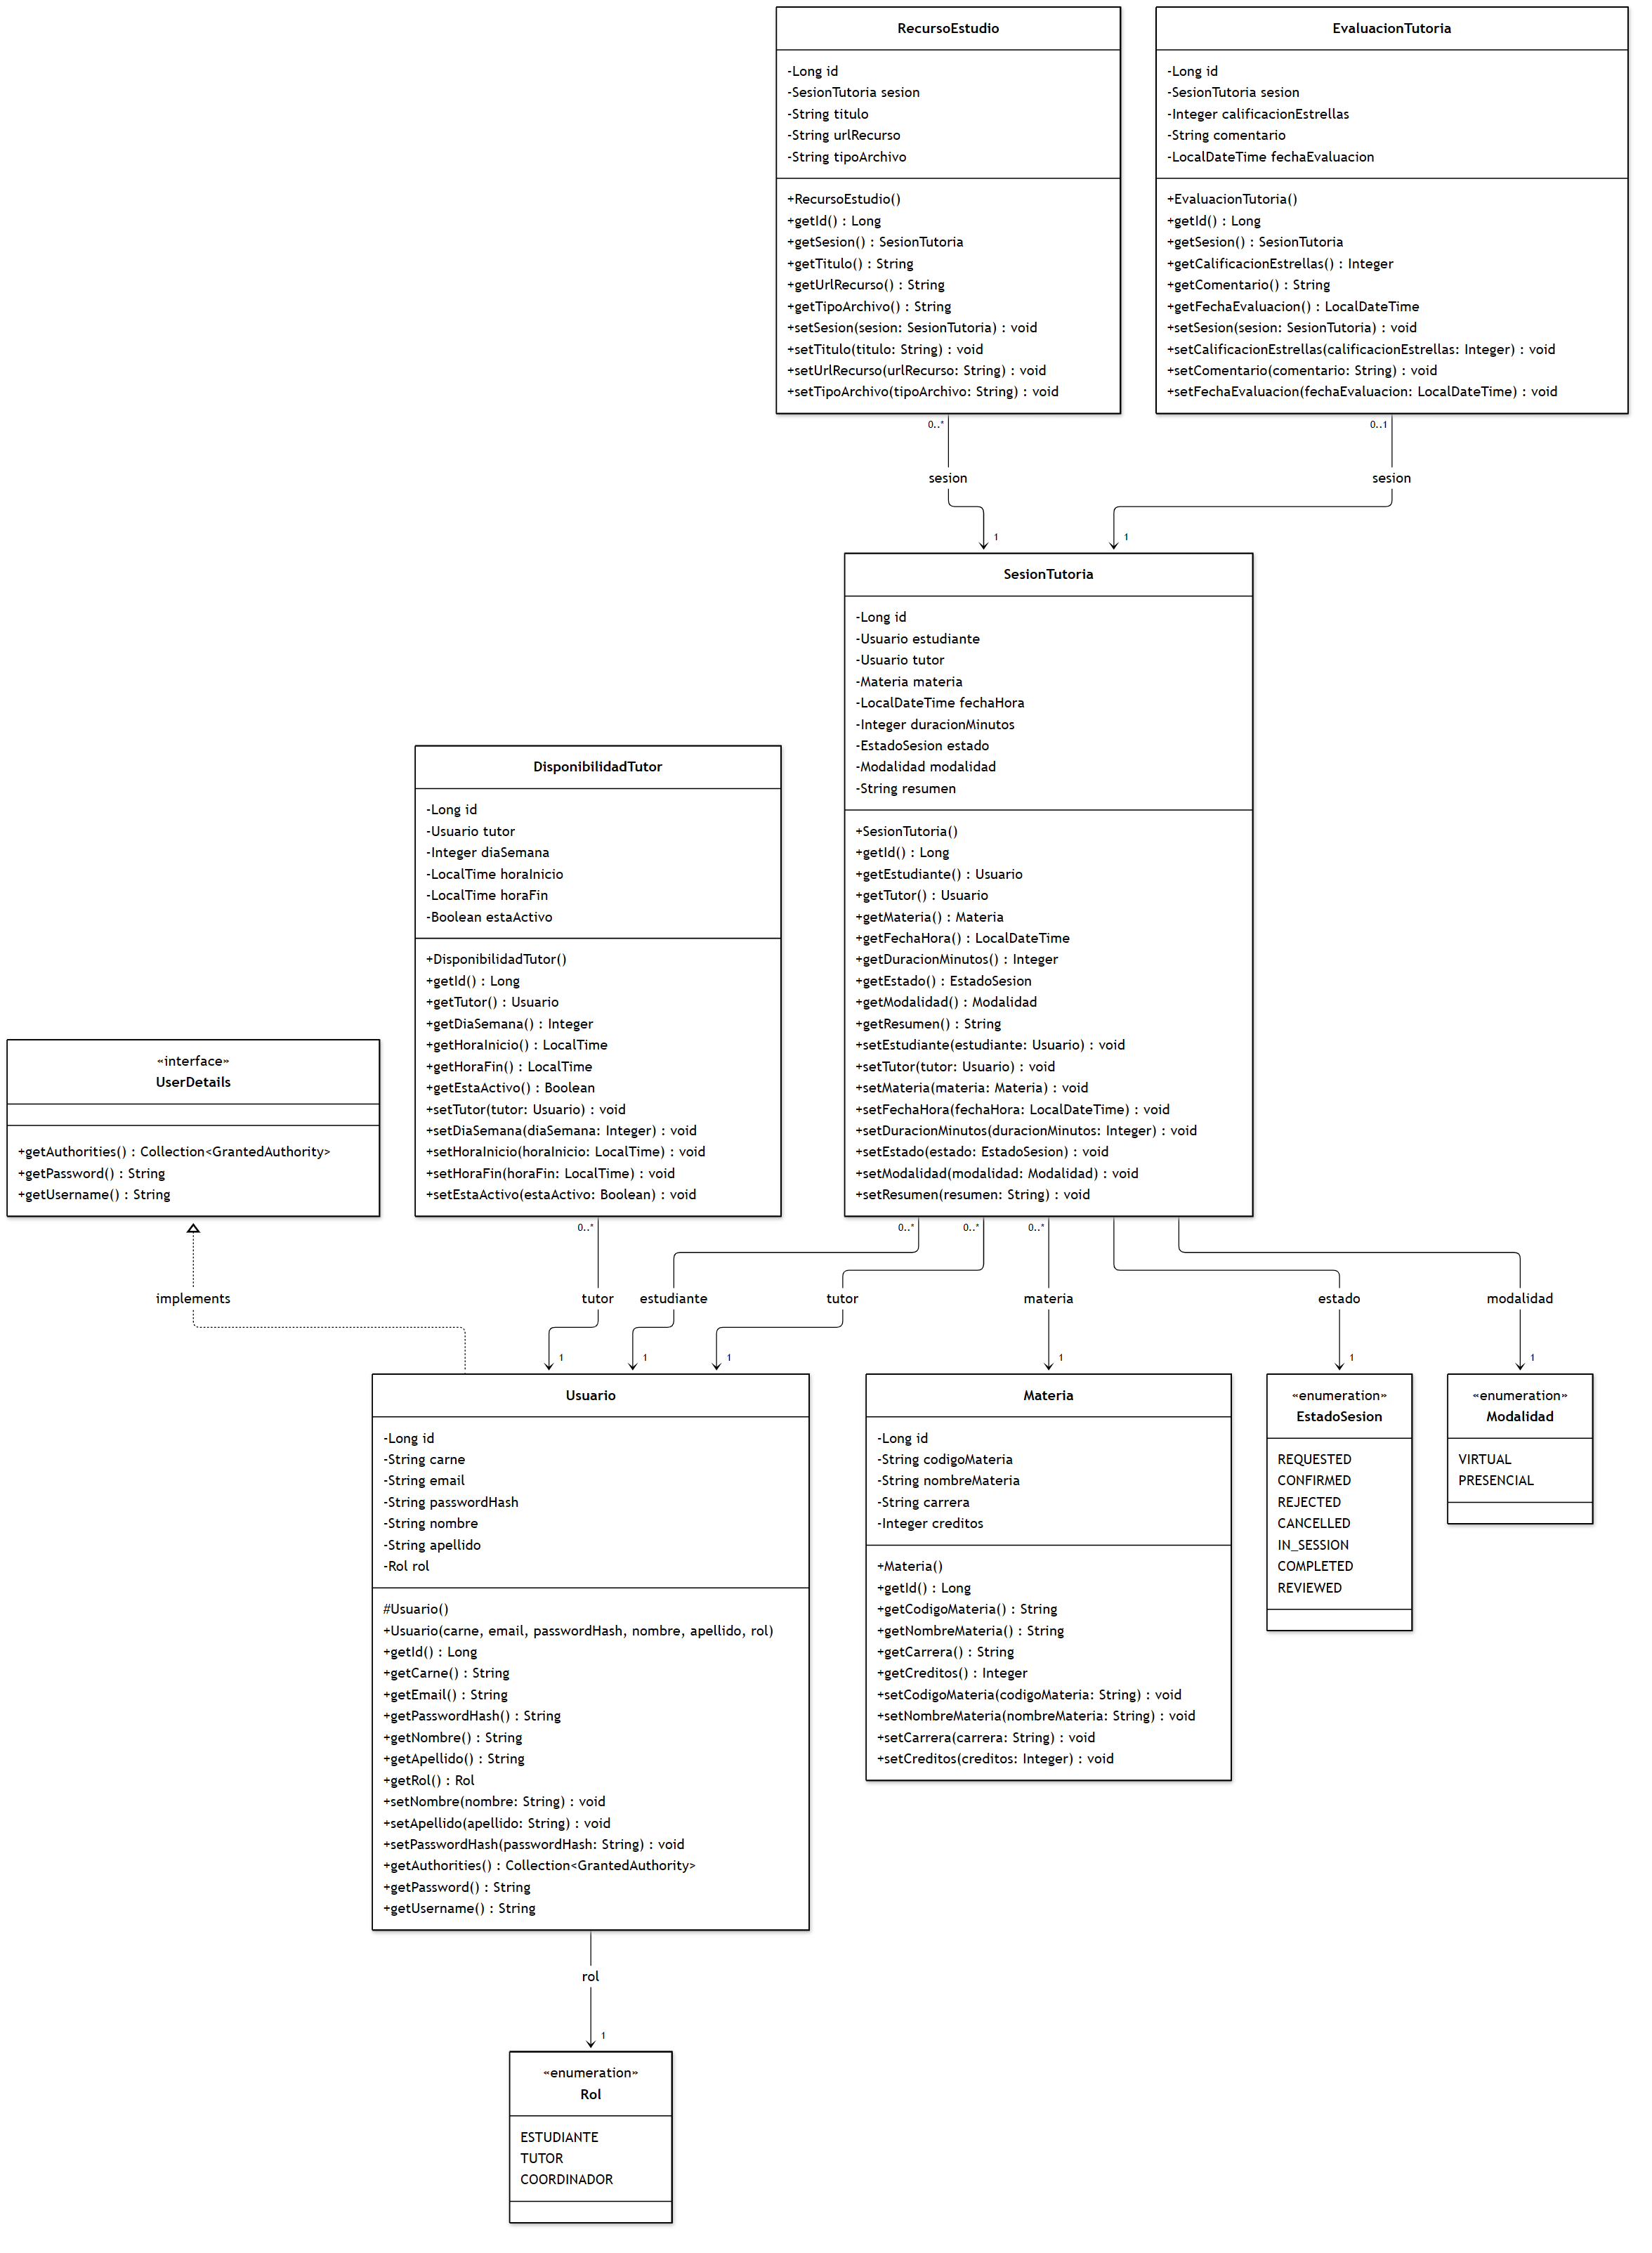 RecursoEstudio
-Long id
-SesionTutoria sesion
-String titulo
-String urlRecurso
-String tipoArchivo
+RecursoEstudio()
+getId() : Long
+getSesion() : SesionTutoria
+getTitulo() : String
+getUrlRecurso() : String
+getTipoArchivo() : String
+setSesion(sesion: SesionTutoria) : void
+setTitulo(titulo: String) : void
+setUrlRecurso(urlRecurso: String) : void
+setTipoArchivo(tipoArchivo: String) : void
EvaluacionTutoria
-Long id
-SesionTutoria sesion
-Integer calificacionEstrellas
-String comentario
-LocalDateTime fechaEvaluacion
+EvaluacionTutoria()
+getId() : Long
+getSesion() : SesionTutoria
+getCalificacionEstrellas() : Integer
+getComentario() : String
+getFechaEvaluacion() : LocalDateTime
+setSesion(sesion: SesionTutoria) : void
+setCalificacionEstrellas(calificacionEstrellas: Integer) : void
+setComentario(comentario: String) : void
+setFechaEvaluacion(fechaEvaluacion: LocalDateTime) : void
0..*
0..1
sesion
sesion
1
1
SesionTutoria
-Long id
-Usuario estudiante
-Usuario tutor
-Materia materia
-LocalDateTime fechaHora
-Integer duracionMinutos
-EstadoSesion estado
-Modalidad modalidad
-String resumen
+SesionTutoria()
+getId() : Long
+getEstudiante() : Usuario
+getTutor() : Usuario
+getMateria() : Materia
+getFechaHora() : LocalDateTime
+getDuracionMinutos() : Integer
+getEstado() : EstadoSesion
+getModalidad() : Modalidad
+getResumen() : String
+setEstudiante(estudiante: Usuario) : void
+setTutor(tutor: Usuario) : void
+setMateria(materia: Materia) : void
+setFechaHora(fechaHora: LocalDateTime) : void
+setDuracionMinutos(duracionMinutos: Integer) : void
+setEstado(estado: EstadoSesion) : void
+setModalidad(modalidad: Modalidad) : void
+setResumen(resumen: String) : void
DisponibilidadTutor
-Long id
-Usuario tutor
-Integer diaSemana
-LocalTime horaInicio
-LocalTime horaFin
-Boolean estaActivo
+DisponibilidadTutor()
+getId() : Long
+getTutor() : Usuario
+getDiaSemana() : Integer
+getHoraInicio() : LocalTime
+getHoraFin() : LocalTime
+getEstaActivo() : Boolean
+setTutor(tutor: Usuario) : void
+setDiaSemana(diaSemana: Integer) : void
+setHoraInicio(horaInicio: LocalTime) : void
+setHoraFin(horaFin: LocalTime) : void
+setEstaActivo(estaActivo: Boolean) : void
«interface»
UserDetails
+getAuthorities() : Collection<GrantedAuthority>
+getPassword() : String
+getUsername() : String
0..*
0..*
0..*
0..*
implements
tutor
estudiante
tutor
materia
estado
modalidad
1
1
1
1
1
1
Usuario
-Long id
-String carne
-String email
-String passwordHash
-String nombre
-String apellido
-Rol rol
#Usuario()
+Usuario(carne, email, passwordHash, nombre, apellido, rol)
+getId() : Long
+getCarne() : String
+getEmail() : String
+getPasswordHash() : String
+getNombre() : String
+getApellido() : String
+getRol() : Rol
+setNombre(nombre: String) : void
+setApellido(apellido: String) : void
+setPasswordHash(passwordHash: String) : void
+getAuthorities() : Collection<GrantedAuthority>
+getPassword() : String
+getUsername() : String
Materia
-Long id
-String codigoMateria
-String nombreMateria
-String carrera
-Integer creditos
+Materia()
+getId() : Long
+getCodigoMateria() : String
+getNombreMateria() : String
+getCarrera() : String
+getCreditos() : Integer
+setCodigoMateria(codigoMateria: String) : void
+setNombreMateria(nombreMateria: String) : void
+setCarrera(carrera: String) : void
+setCreditos(creditos: Integer) : void
«enumeration»
EstadoSesion
REQUESTED
CONFIRMED
REJECTED
CANCELLED
IN_SESSION
COMPLETED
REVIEWED
«enumeration»
Modalidad
VIRTUAL
PRESENCIAL
rol
1
«enumeration»
Rol
ESTUDIANTE
TUTOR
COORDINADOR